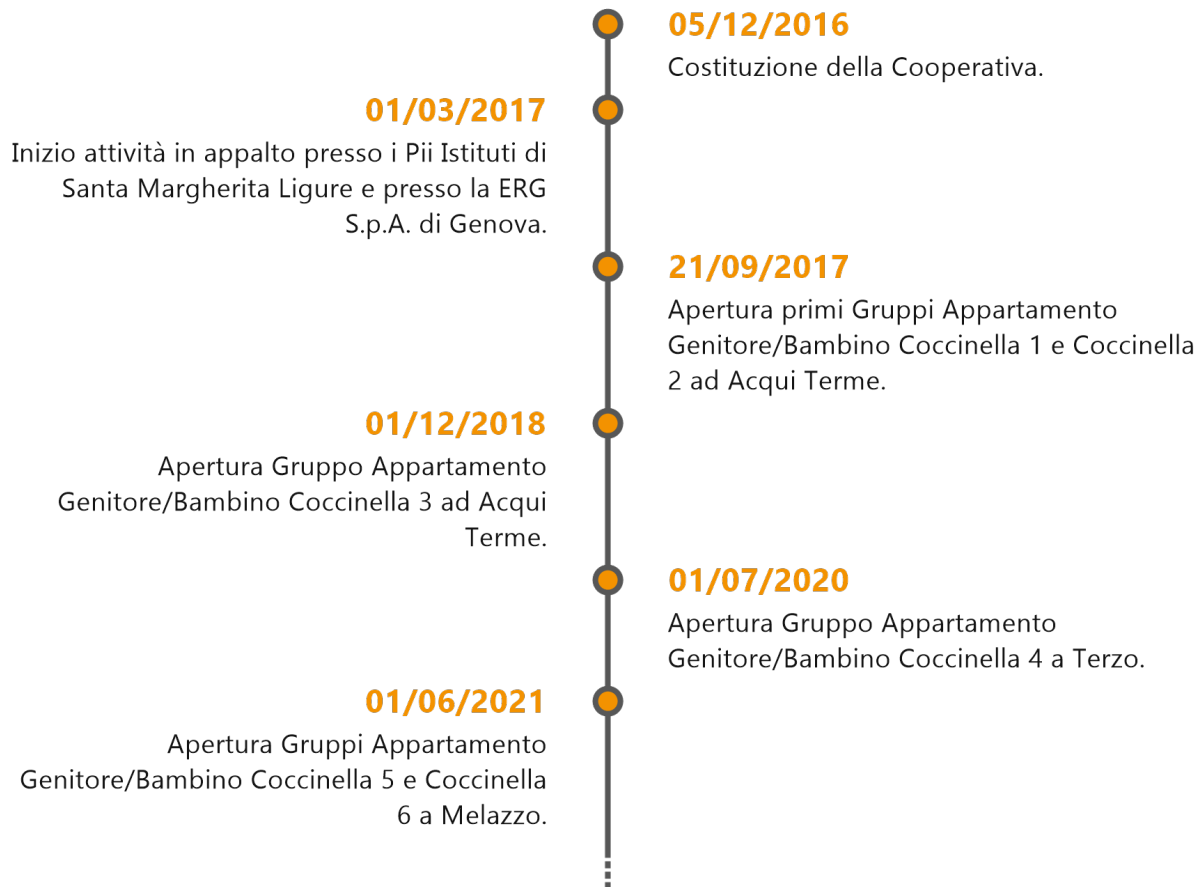 05/12/2016
Costituzione della Cooperativa.
01/03/2017
Inizio attività in appalto presso i Pii Istituti di
Santa Margherita Ligure e presso la ERG
S.p.A. di Genova.
21/09/2017
Apertura primi Gruppi Appartamento
Genitore/Bambino Coccinella 1 e Coccinella
2 ad Acqui Terme.
01/12/2018
Apertura Gruppo Appartamento
Genitore/Bambino Coccinella 3 ad Acqui
Terme.
01/07/2020
Apertura Gruppo Appartamento
Genitore/Bambino Coccinella 4 a Terzo.
01/06/2021
Apertura Gruppi Appartamento
Genitore/Bambino Coccinella 5 e Coccinella
6 a Melazzo.